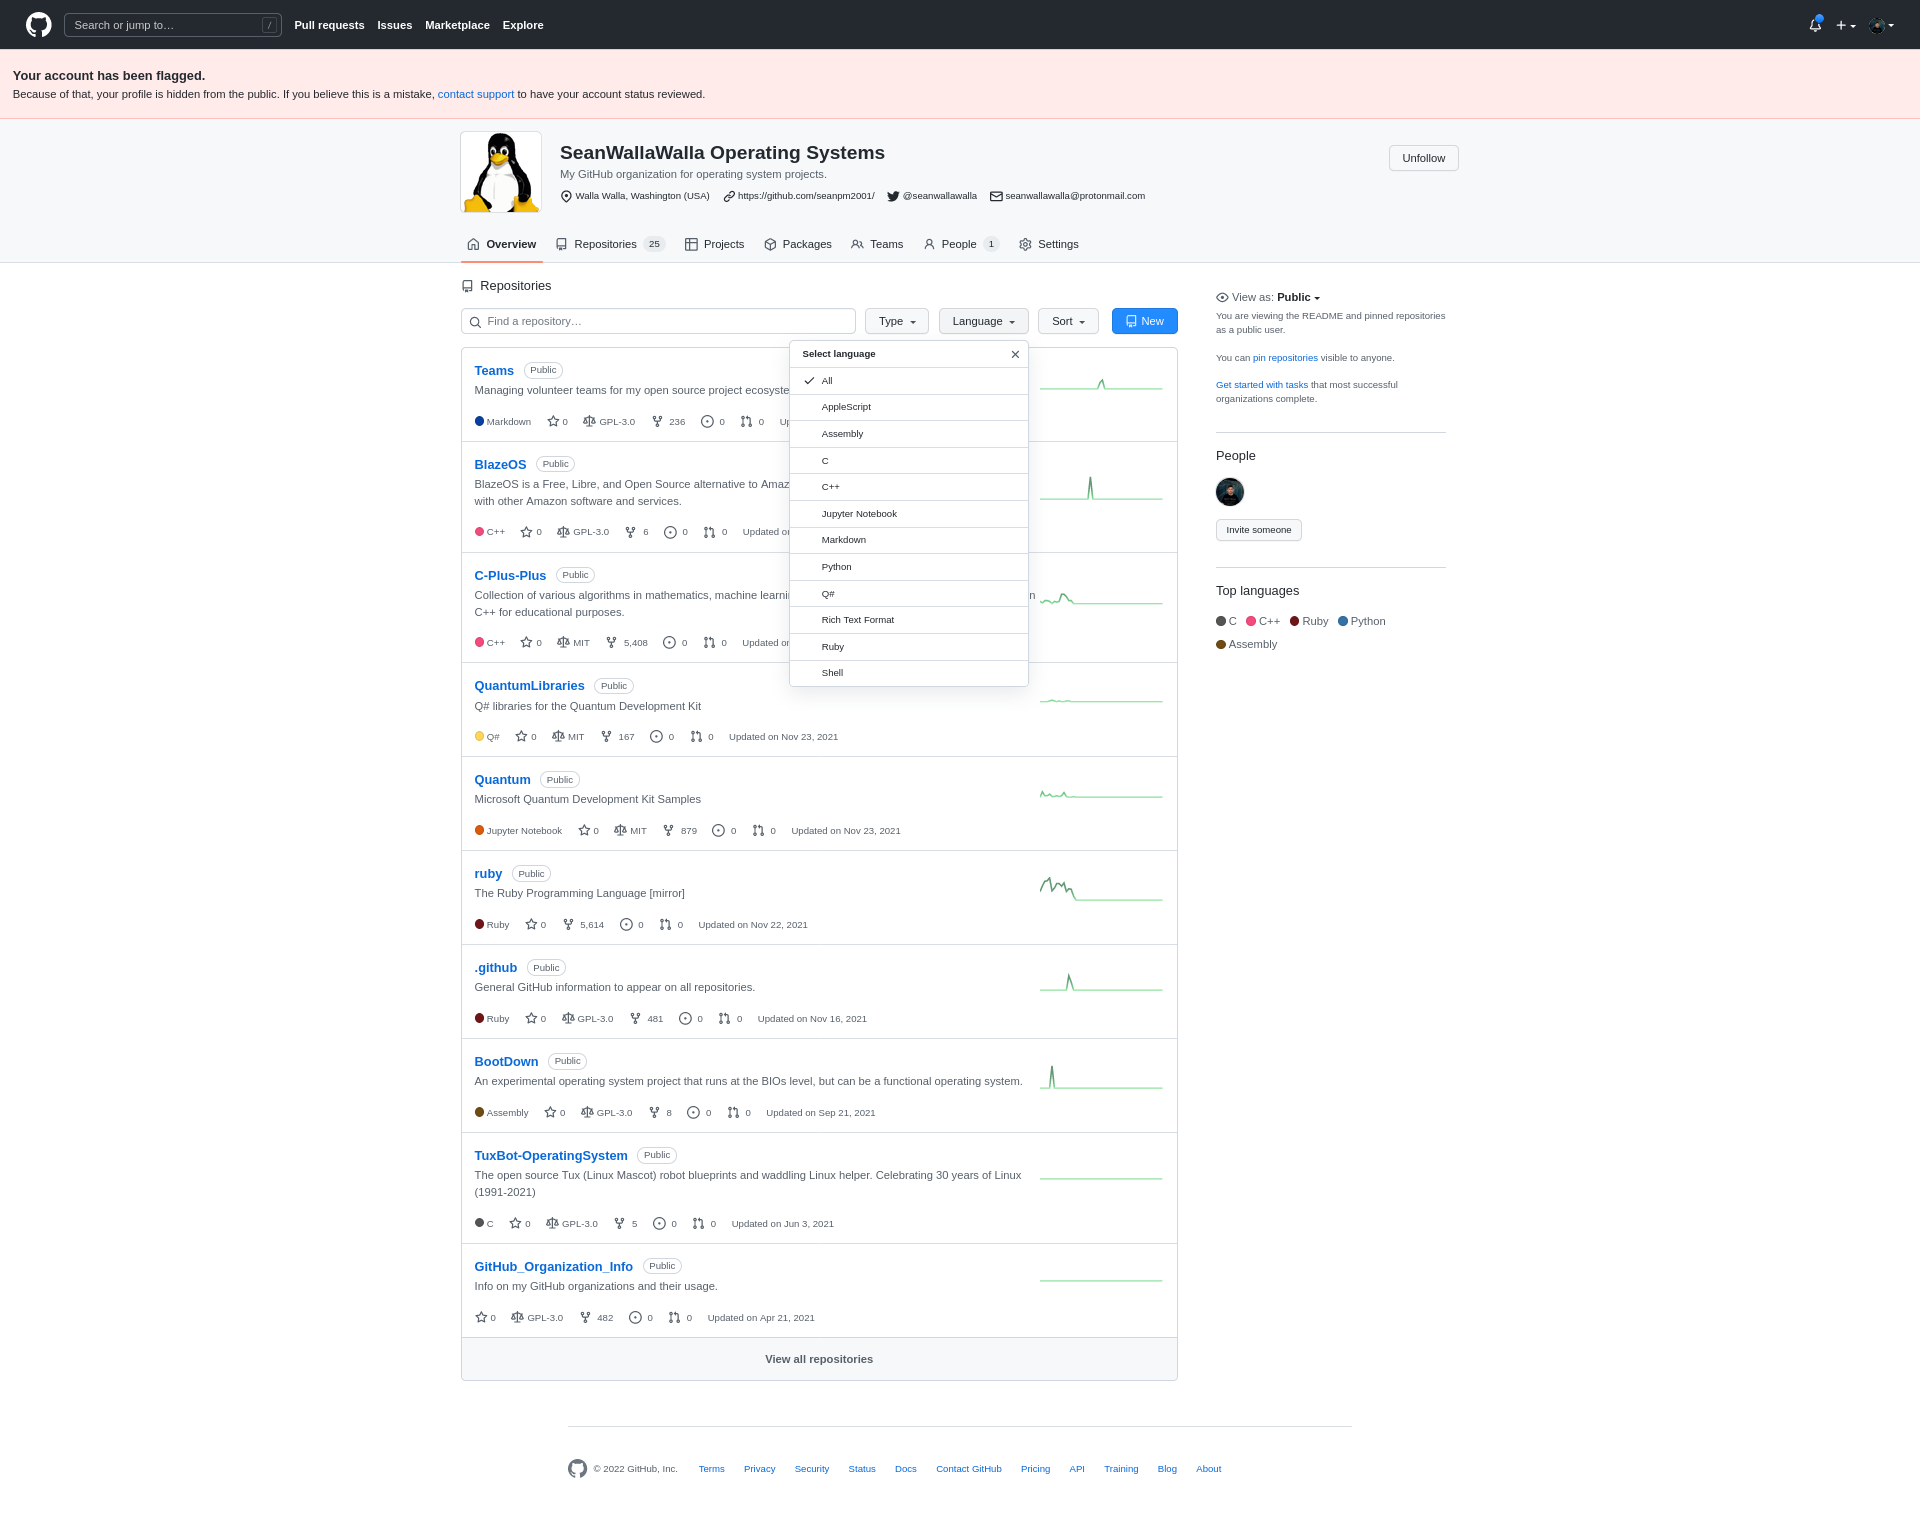 Search or jump to… /
Pull requests Issues Marketplace Explore
Your account has been flagged.
Because of that, your profile is hidden from the public. If you believe this is a mistake, contact support to have your account status reviewed.
SeanWallaWalla Operating Systems
Unfollow
My GitHub organization for operating system projects.
Walla Walla, Washington (USA) https://github.com/seanpm2001/ @seanwallawalla seanwallawalla@protonmail.com
Overview Repositories 25 Projects Packages Teams People 1 Settings
Repositories
Find a repository… Type Language Sort New
Select language
All
AppleScript
Assembly
C
C++
Jupyter Notebook
Markdown
Python
Q#
Rich Text Format
Ruby
Shell
Teams Public
Managing volunteer teams for my open source project ecosyste
Markdown 0 GPL-3.0 236 0 0 Up
BlazeOS Public
BlazeOS is a Free, Libre, and Open Source alternative to Amaz
with other Amazon software and services.
C++ 0 GPL-3.0 6 0 0 Updated on
C-Plus-Plus Public
Collection of various algorithms in mathematics, machine learni n
C++ for educational purposes.
C++ 0 MIT 5,408 0 0 Updated on
QuantumLibraries Public
Q# libraries for the Quantum Development Kit
Q# 0 MIT 167 0 0 Updated on Nov 23, 2021
Quantum Public
Microsoft Quantum Development Kit Samples
Jupyter Notebook 0 MIT 879 0 0 Updated on Nov 23, 2021
ruby Public
The Ruby Programming Language [mirror]
Ruby 0 5,614 0 0 Updated on Nov 22, 2021
.github Public
General GitHub information to appear on all repositories.
Ruby 0 GPL-3.0 481 0 0 Updated on Nov 16, 2021
BootDown Public
An experimental operating system project that runs at the BIOs level, but can be a functional operating system.
Assembly 0 GPL-3.0 8 0 0 Updated on Sep 21, 2021
TuxBot-OperatingSystem Public
The open source Tux (Linux Mascot) robot blueprints and waddling Linux helper. Celebrating 30 years of Linux
(1991-2021)
C 0 GPL-3.0 5 0 0 Updated on Jun 3, 2021
GitHub_Organization_Info Public
Info on my GitHub organizations and their usage.
0 GPL-3.0 482 0 0 Updated on Apr 21, 2021
View all repositories
View as: Public
You are viewing the README and pinned repositories
as a public user.
You can pin repositories visible to anyone.
Get started with tasks that most successful
organizations complete.
People
Invite someone
Top languages
C C++ Ruby Python
Assembly
© 2022 GitHub, Inc. Terms Privacy Security Status Docs Contact GitHub Pricing API Training Blog About